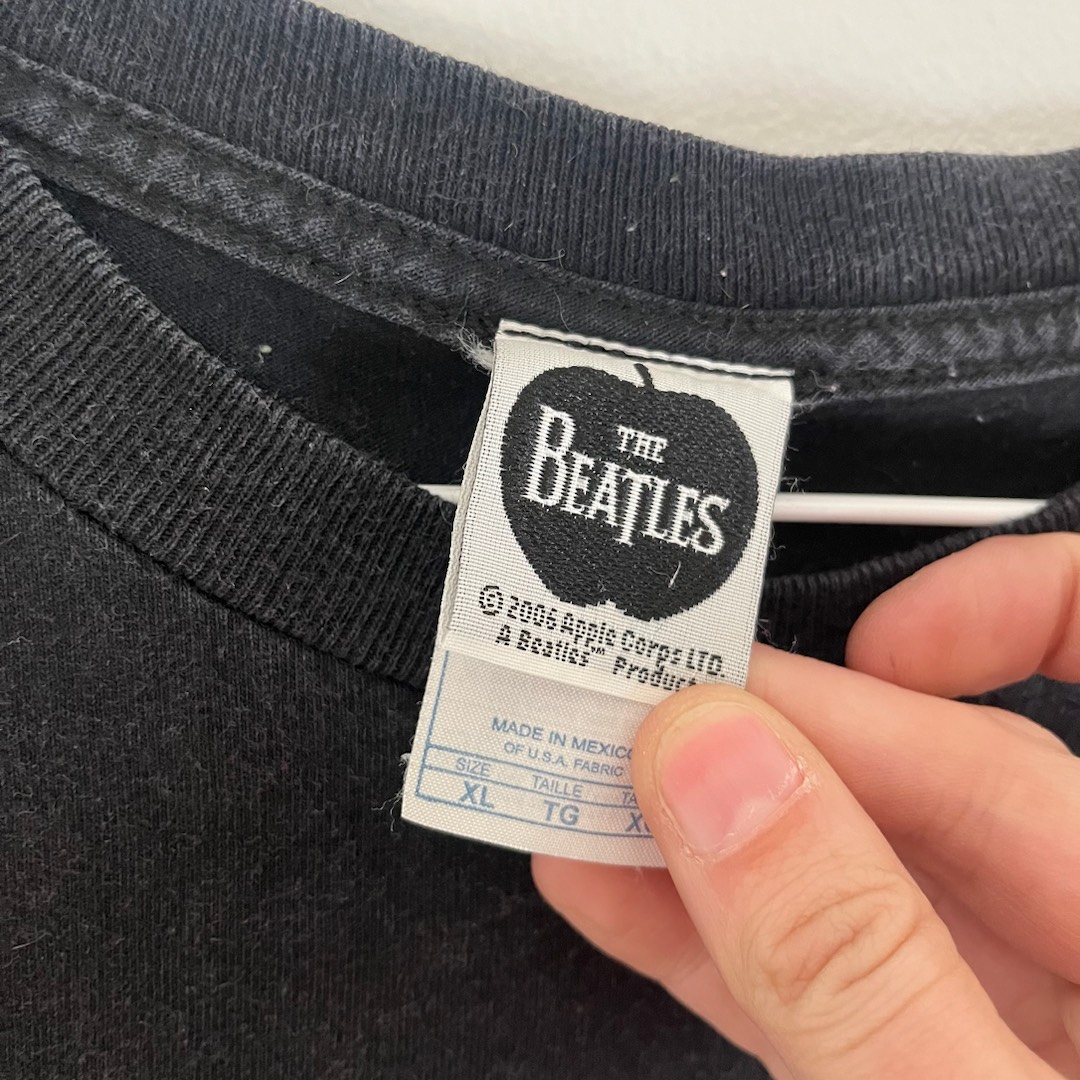 THE
BEATLES
© 2006 Apple Corps LTD.
A Beatles™ Product
MADE IN MEXICO
OF U.S.A. FABRIC
SIZE TAILLE
XL TG